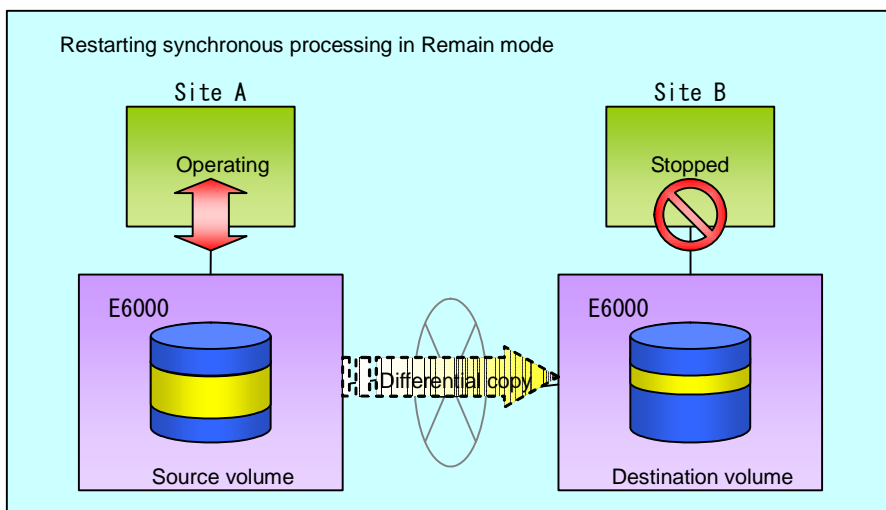 Restarting synchronous processing in Remain mode
Site A
Site B
Operating
Stopped
E6000
E6000
Differential copy
Source volume
Destination volume